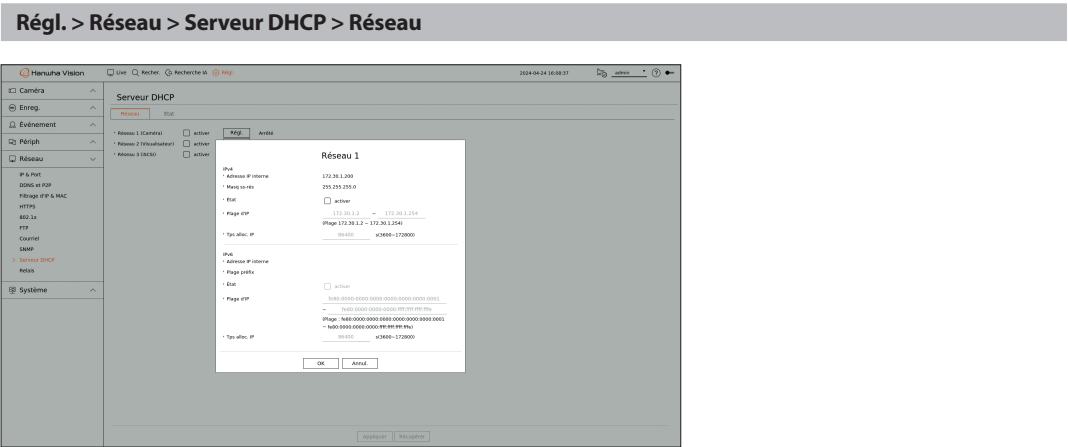 Régl. > Réseau > Serveur DHCP > Réseau
Hanwha Vision
Live Recher. Recherche IA Régl.
2024-04-24 16:08:37
admin
Caméra
Enreg.
Événement
Périph
Réseau
IP & Port
DDNS et P2P
Filtrage d'IP & MAC
HTTPS
802.1x
FTP
Courriel
SNMP
Serveur DHCP
Relais
Système
Serveur DHCP
Réseau Etat
Réseau 1 (Caméra) activer Régl. Arrêté
Réseau 2 (Visualisateur) activer
Réseau 3 (iSCSI) activer
Réseau 1
IPv4
Adresse IP interne 172.30.1.200
Masq ss-rés 255.255.255.0
Etat activer
Plage d'IP 172.30.1.2 ~ 172.30.1.254
(Plage 172.30.1.2 ~ 172.30.1.254)
Tps alloc. IP 86400 s(3600~172800)
IPv6
Adresse IP interne
Plage préfix
Etat activer
Plage d'IP fe80:0000:0000:0000:0000:0000:0000:0001
~ fe80:0000:0000:0000:ffff:ffff:ffff:fffe
(Plage : fe80:0000:0000:0000:0000:0000:0000:0001
~ fe80:0000:0000:0000:ffff:ffff:ffff:fffe)
Tps alloc. IP 86400 s(3600~172800)
OK Annul.
Appliquer Récupérer